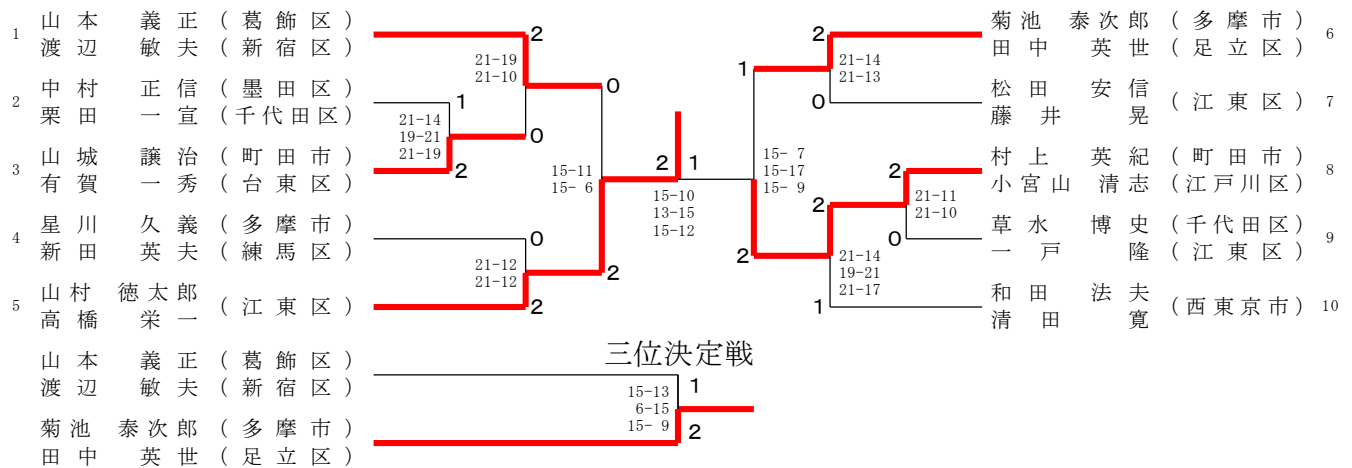 1 山本 義正 (葛飾区)
渡辺 敏夫 (新宿区)
2
21-19
21-10
0
2 中村 正信 (墨田区)
栗田 一宣 (千代田区)
1
21-14
19-21
21-19
0
3 山城 譲治 (町田市)
有賀 一秀 (台東区)
2
15-11
15- 6
4 星川 久義 (多摩市)
新田 英夫 (練馬区)
0
21-12
21-12
2
5 山村 徳太郎
高橋 栄一
(江東区)
2
2 1
15-10
13-15
15-12
菊池 泰次郎 (多摩市) 6
田中 英世 (足立区)
2
21-14
21-13
1
松田 安信
藤井 晃
(江東区) 7
0
15- 7
15-17
15- 9
村上 英紀 (町田市) 8
小宮山 清志 (江戸川区)
2
21-11
21-10
2
草水 博史 (千代田区) 9
一戸 隆 (江東区)
0
2
21-14
19-21
21-17
和田 法夫
清田 寛
(西東京市) 10
1
三位決定戦
山本 義正 (葛飾区)
渡辺 敏夫 (新宿区)
1
15-13
6-15
15- 9
菊池 泰次郎 (多摩市)
田中 英世 (足立区)
2